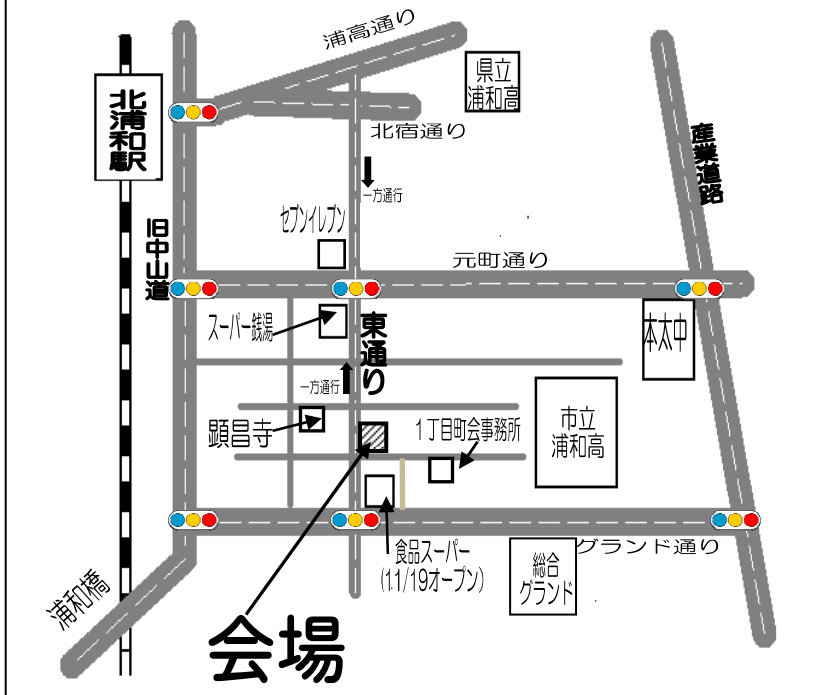 浦高通り
県立
浦和高
北浦和駅
北宿通り
産業道路
一方通行
セブンイレブン
旧中山道
元町通り
スーパー銭湯
東通り
本太中
一方通行
顕昌寺
1丁目町会事務所
市立
浦和高
食品スーパー
(11/19オープン)
グランド通り
総合
グランド
浦和橋
会場